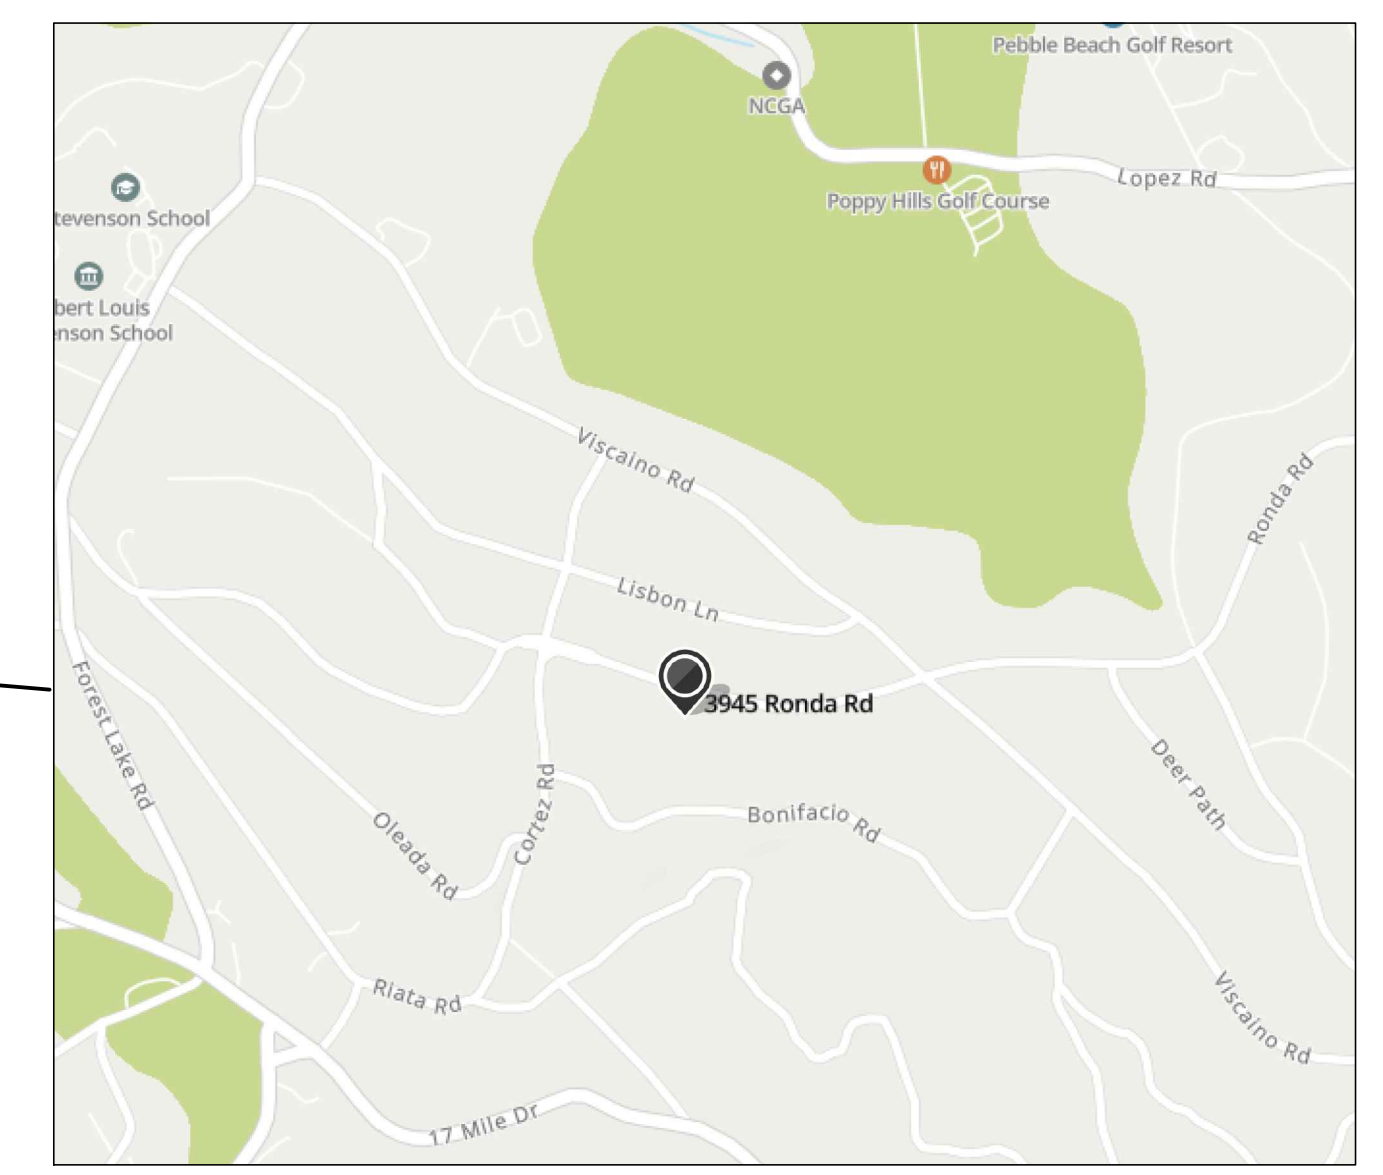 Pebble Beach Golf Resort
NCGA
Lopez Rd
Poppy Hills Golf Course
tevenson School
bert Louis
enson School
Viscaino Rd
Ronda Rd
Lisbon Ln
3945 Ronda Rd
Forest Lake Rd
Deer Path
Cortez Rd
Bonifacio Rd
Oleada Rd
Riata Rd
Viscaino Rd
17 Mile Dr